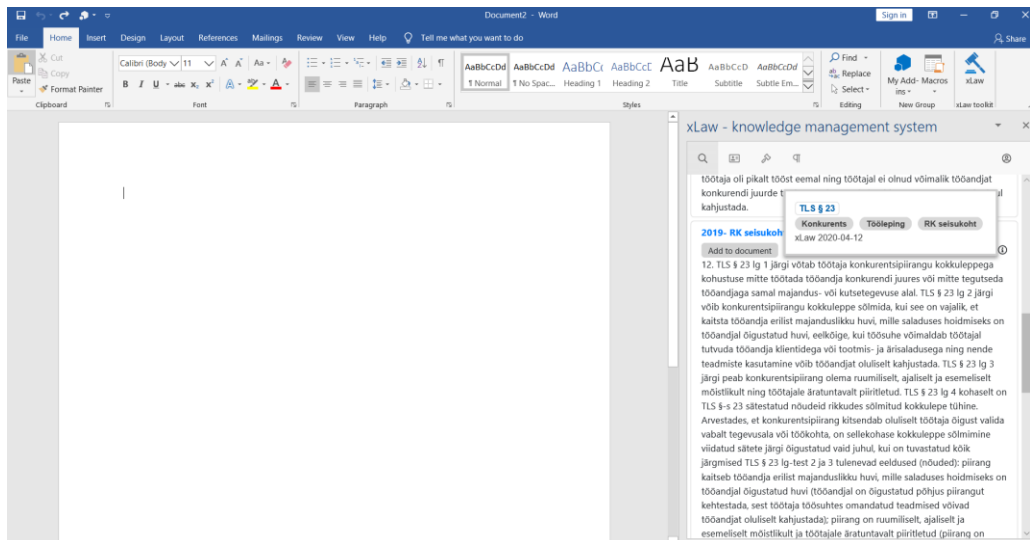 Document2 - Word
Sign in
File Home Insert Design Layout References Mailings Review View Help Tell me what you want to do
Share
Paste
Cut
Copy
Format Painter
Clipboard
Calibri (Body 11
Aa
B I U abc X₂ X² A
Font
Paragraph
AaBbCcDd AaBbCcDd AaBbC( AaBbCcC AaB AaBbCcD AaBbCcDd
¶ Normal ¶ No Spac... Heading 1 Heading 2 Title Subtitle Subtle Em...
Styles
Find
Replace
Select
Editing
My Add-ins
Macros
New Group
xLaw
xLaw toolkit
xLaw - knowledge management system
töötaja oli pikalt tööst eemal ning töötajal ei olnud võimalik tööandjat
konkurendi juurde
kahjustada.
TLS § 23
Konkurents Tööleping RK seisukoht
xLaw 2020-04-12
2019- RK seisukoh
Add to document
12. TLS § 23 lg 1 järgi võtab töötaja konkurentsipiirangu kokkuleppega
kohustuse mitte töötada tööandja konkurendi juures või mitte tegutseda
tööandjaga samal majandus- või kutsetegevuse alal. TLS § 23 lg 2 järgi
võib konkurentsipiirangu kokkuleppe sõlmida, kui see on vajalik, et
kaitsta tööandja erilist majanduslikku huvi, mille saladuses hoidmiseks on
tööandjal õigustatud huvi, eelkõige, kui töösuhe võimaldab töötajal
tutvuda tööandja klientidega või tootmis- ja ärisaladusega ning nende
teadmiste kasutamine võib tööandjat oluliselt kahjustada. TLS § 23 lg 3
järgi peab konkurentsipiirang olema ruumiliselt, ajaliselt ja esemeliselt
mõistlikult ning töötajale äratuntavalt piiritletud. TLS § 23 lg 4 kohaselt on
TLS §-s 23 sätestatud nõudeid rikkudes sõlmitud kokkulepe tühine.
Arvestades, et konkurentsipiirang kitsendab oluliselt töötaja õigust valida
vabalt tegevusala või töökohta, on sellekohase kokkuleppe sõlmimine
viidatud sätete järgi õigustatud vaid juhul, kui on tuvastatud kõik
järgmised TLS § 23 lg-test 2 ja 3 tulenevad eeldused (nõuded): piirang
kaitseb tööandja erilist majanduslikku huvi, mille saladuses hoidmiseks on
tööandjal õigustatud huvi (tööandjal on õigustatud põhjus piirangut
kehtestada, sest töötaja töösuhtes omandatud teadmised võivad
tööandjat oluliselt kahjustada); piirang on ruumiliselt, ajaliselt ja
esemeliselt mõistlikult ja töötajale äratuntavalt piiritletud (piirang on